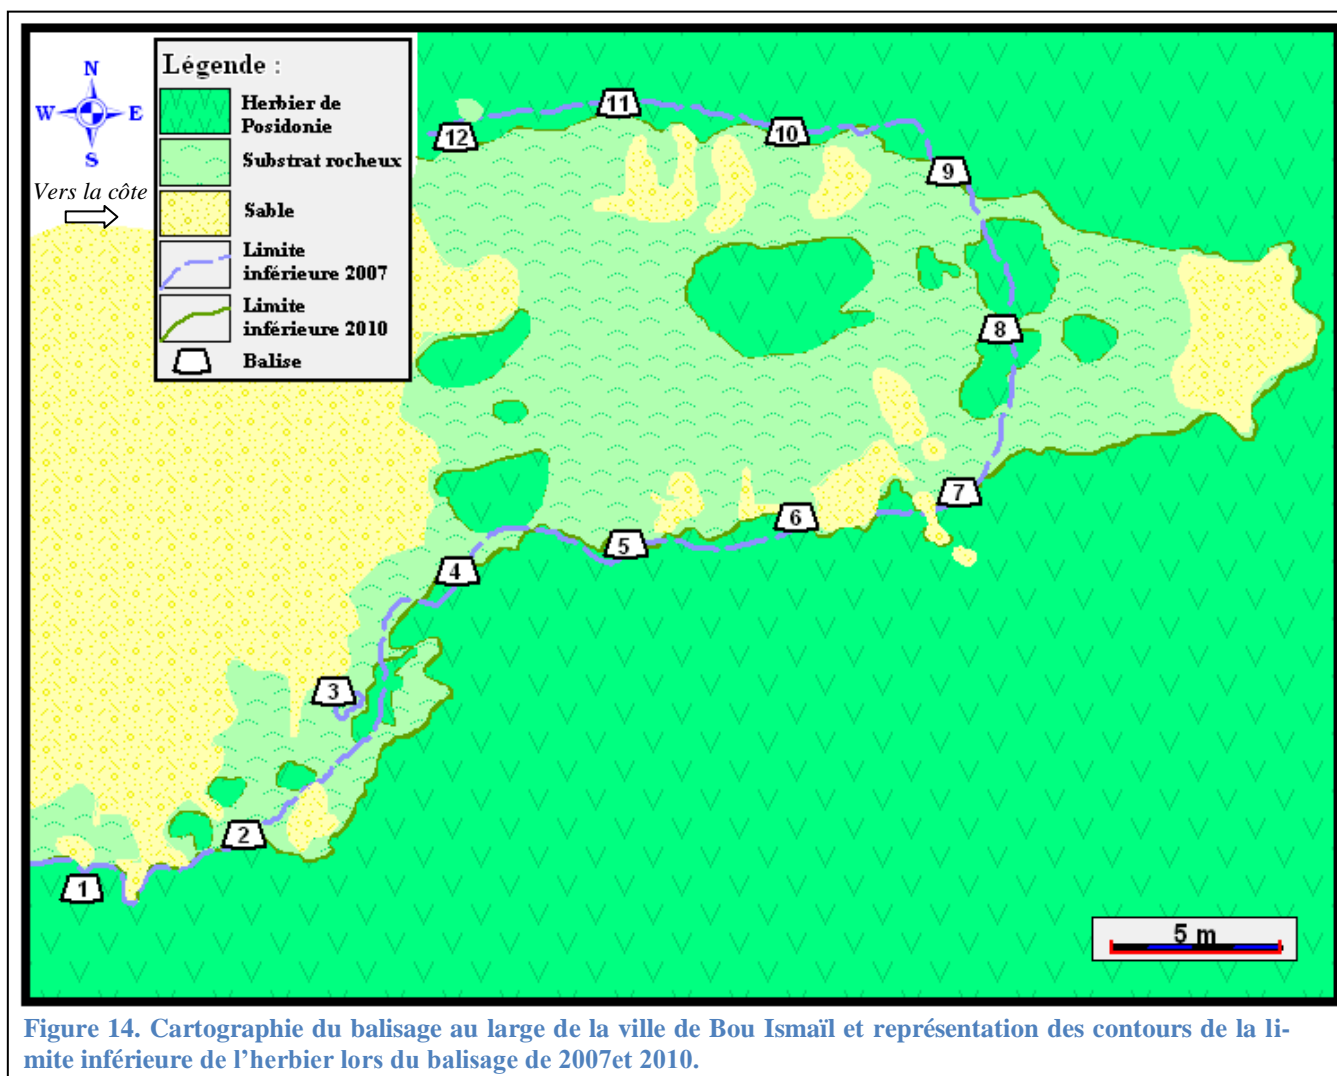 N
W E
S
Vers la côte
Légende :
Herbier de
Posidonie
Substrat rocheux
Sable
Limite
inférieure 2007
Limite
inférieure 2010
Balise
11
12
10
9
8
7
6
5
4
3
2
1
5 m
Figure 14. Cartographie du balisage au large de la ville de Bou Ismaïl et représentation des contours de la li-
mite inférieure de l'herbier lors du balisage de 2007et 2010.